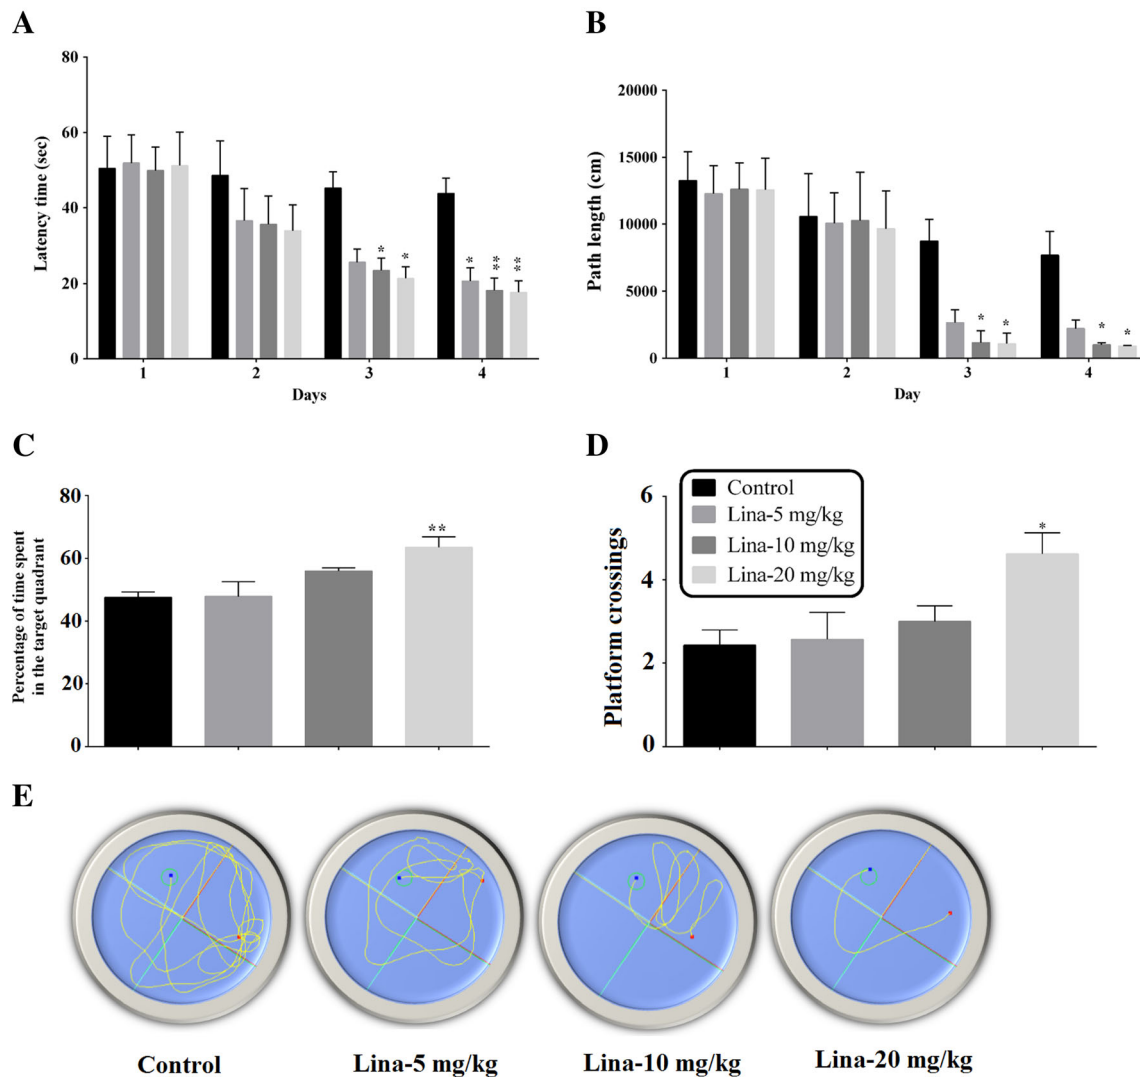 A
Latency time (sec)
80
60
40
20
0
*
*
*
**
**
1 2 3 4
Days
B
Path length (cm)
20000
15000
10000
5000
0
*
*
*
*
1 2 3 4
Day
C
Percentage of time spent
in the target quadrant
80
60
40
20
0
**
D
Platform crossings
6
4
2
0
Control
Lina-5 mg/kg
Lina-10 mg/kg
Lina-20 mg/kg
*
E
Control Lina-5 mg/kg Lina-10 mg/kg Lina-20 mg/kg